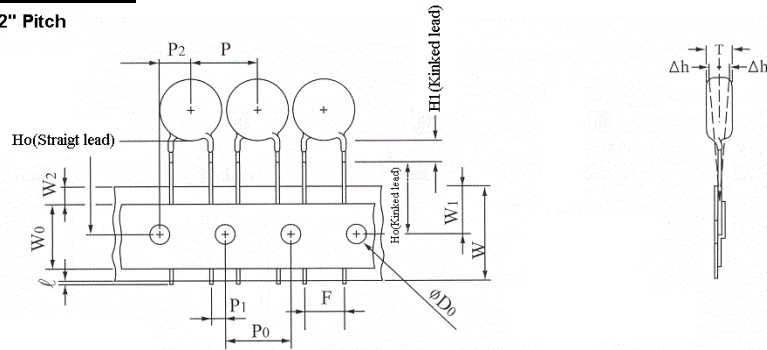 2" Pitch
P2 P
H1(Kinked lead)
T
Δh Δh
Ho(Straigt lead)
W2
W0
Ho(Kinked lead)
W1
W
ℓ
P1
F
P0
øD0